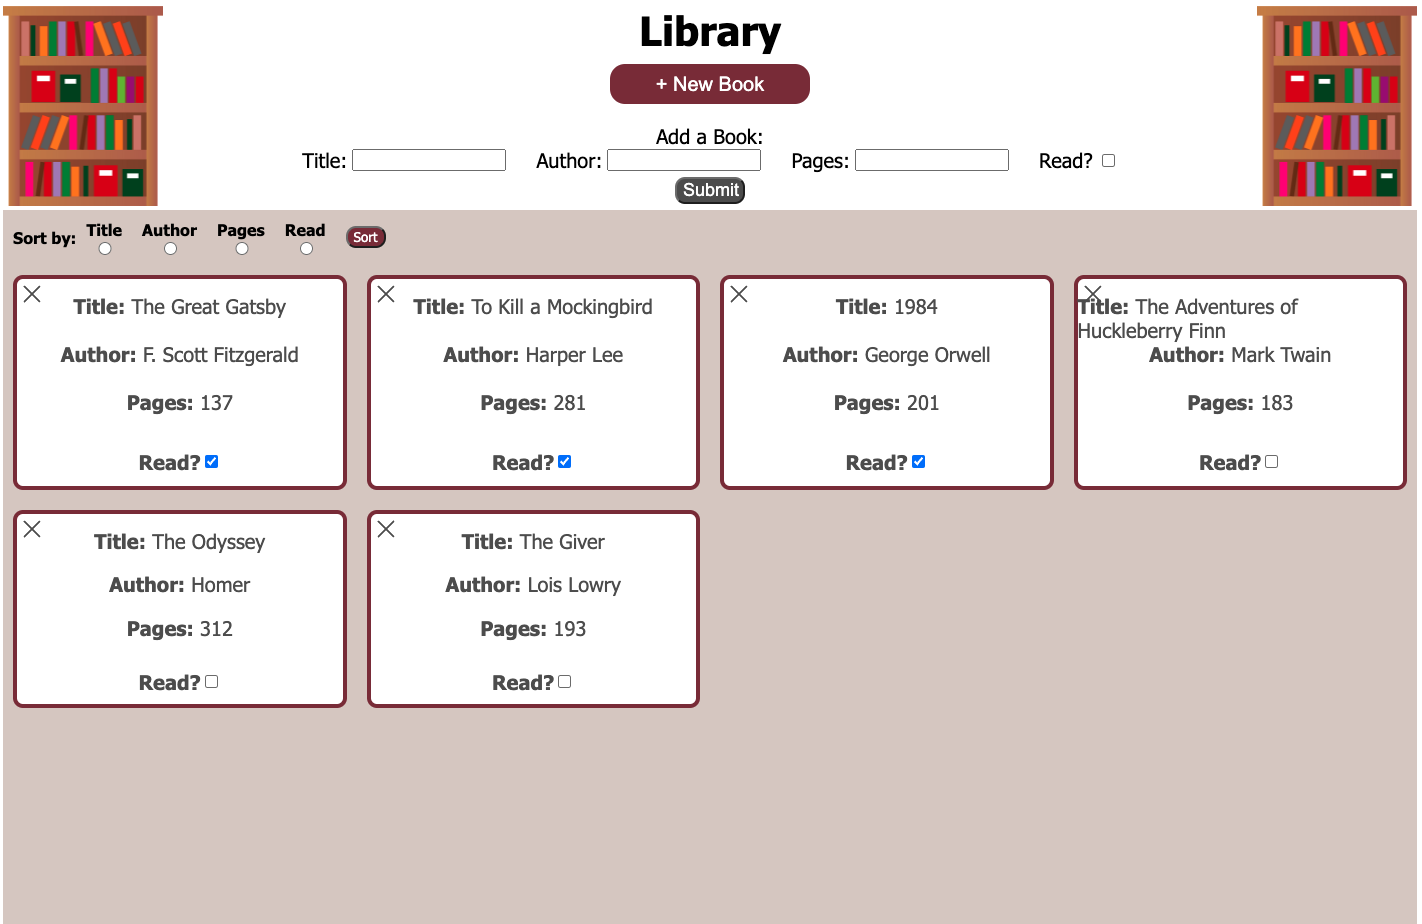 Library
+ New Book
Add a Book:
Title: Author: Pages: Read?
Submit
Sort by: Title Author Pages Read Sort
Title: The Great Gatsby
Author: F. Scott Fitzgerald
Pages: 137
Read?
Title: To Kill a Mockingbird
Author: Harper Lee
Pages: 281
Read?
Title: 1984
Author: George Orwell
Pages: 201
Read?
Title: The Adventures of
Huckleberry Finn
Author: Mark Twain
Pages: 183
Read?
Title: The Odyssey
Author: Homer
Pages: 312
Read?
Title: The Giver
Author: Lois Lowry
Pages: 193
Read?